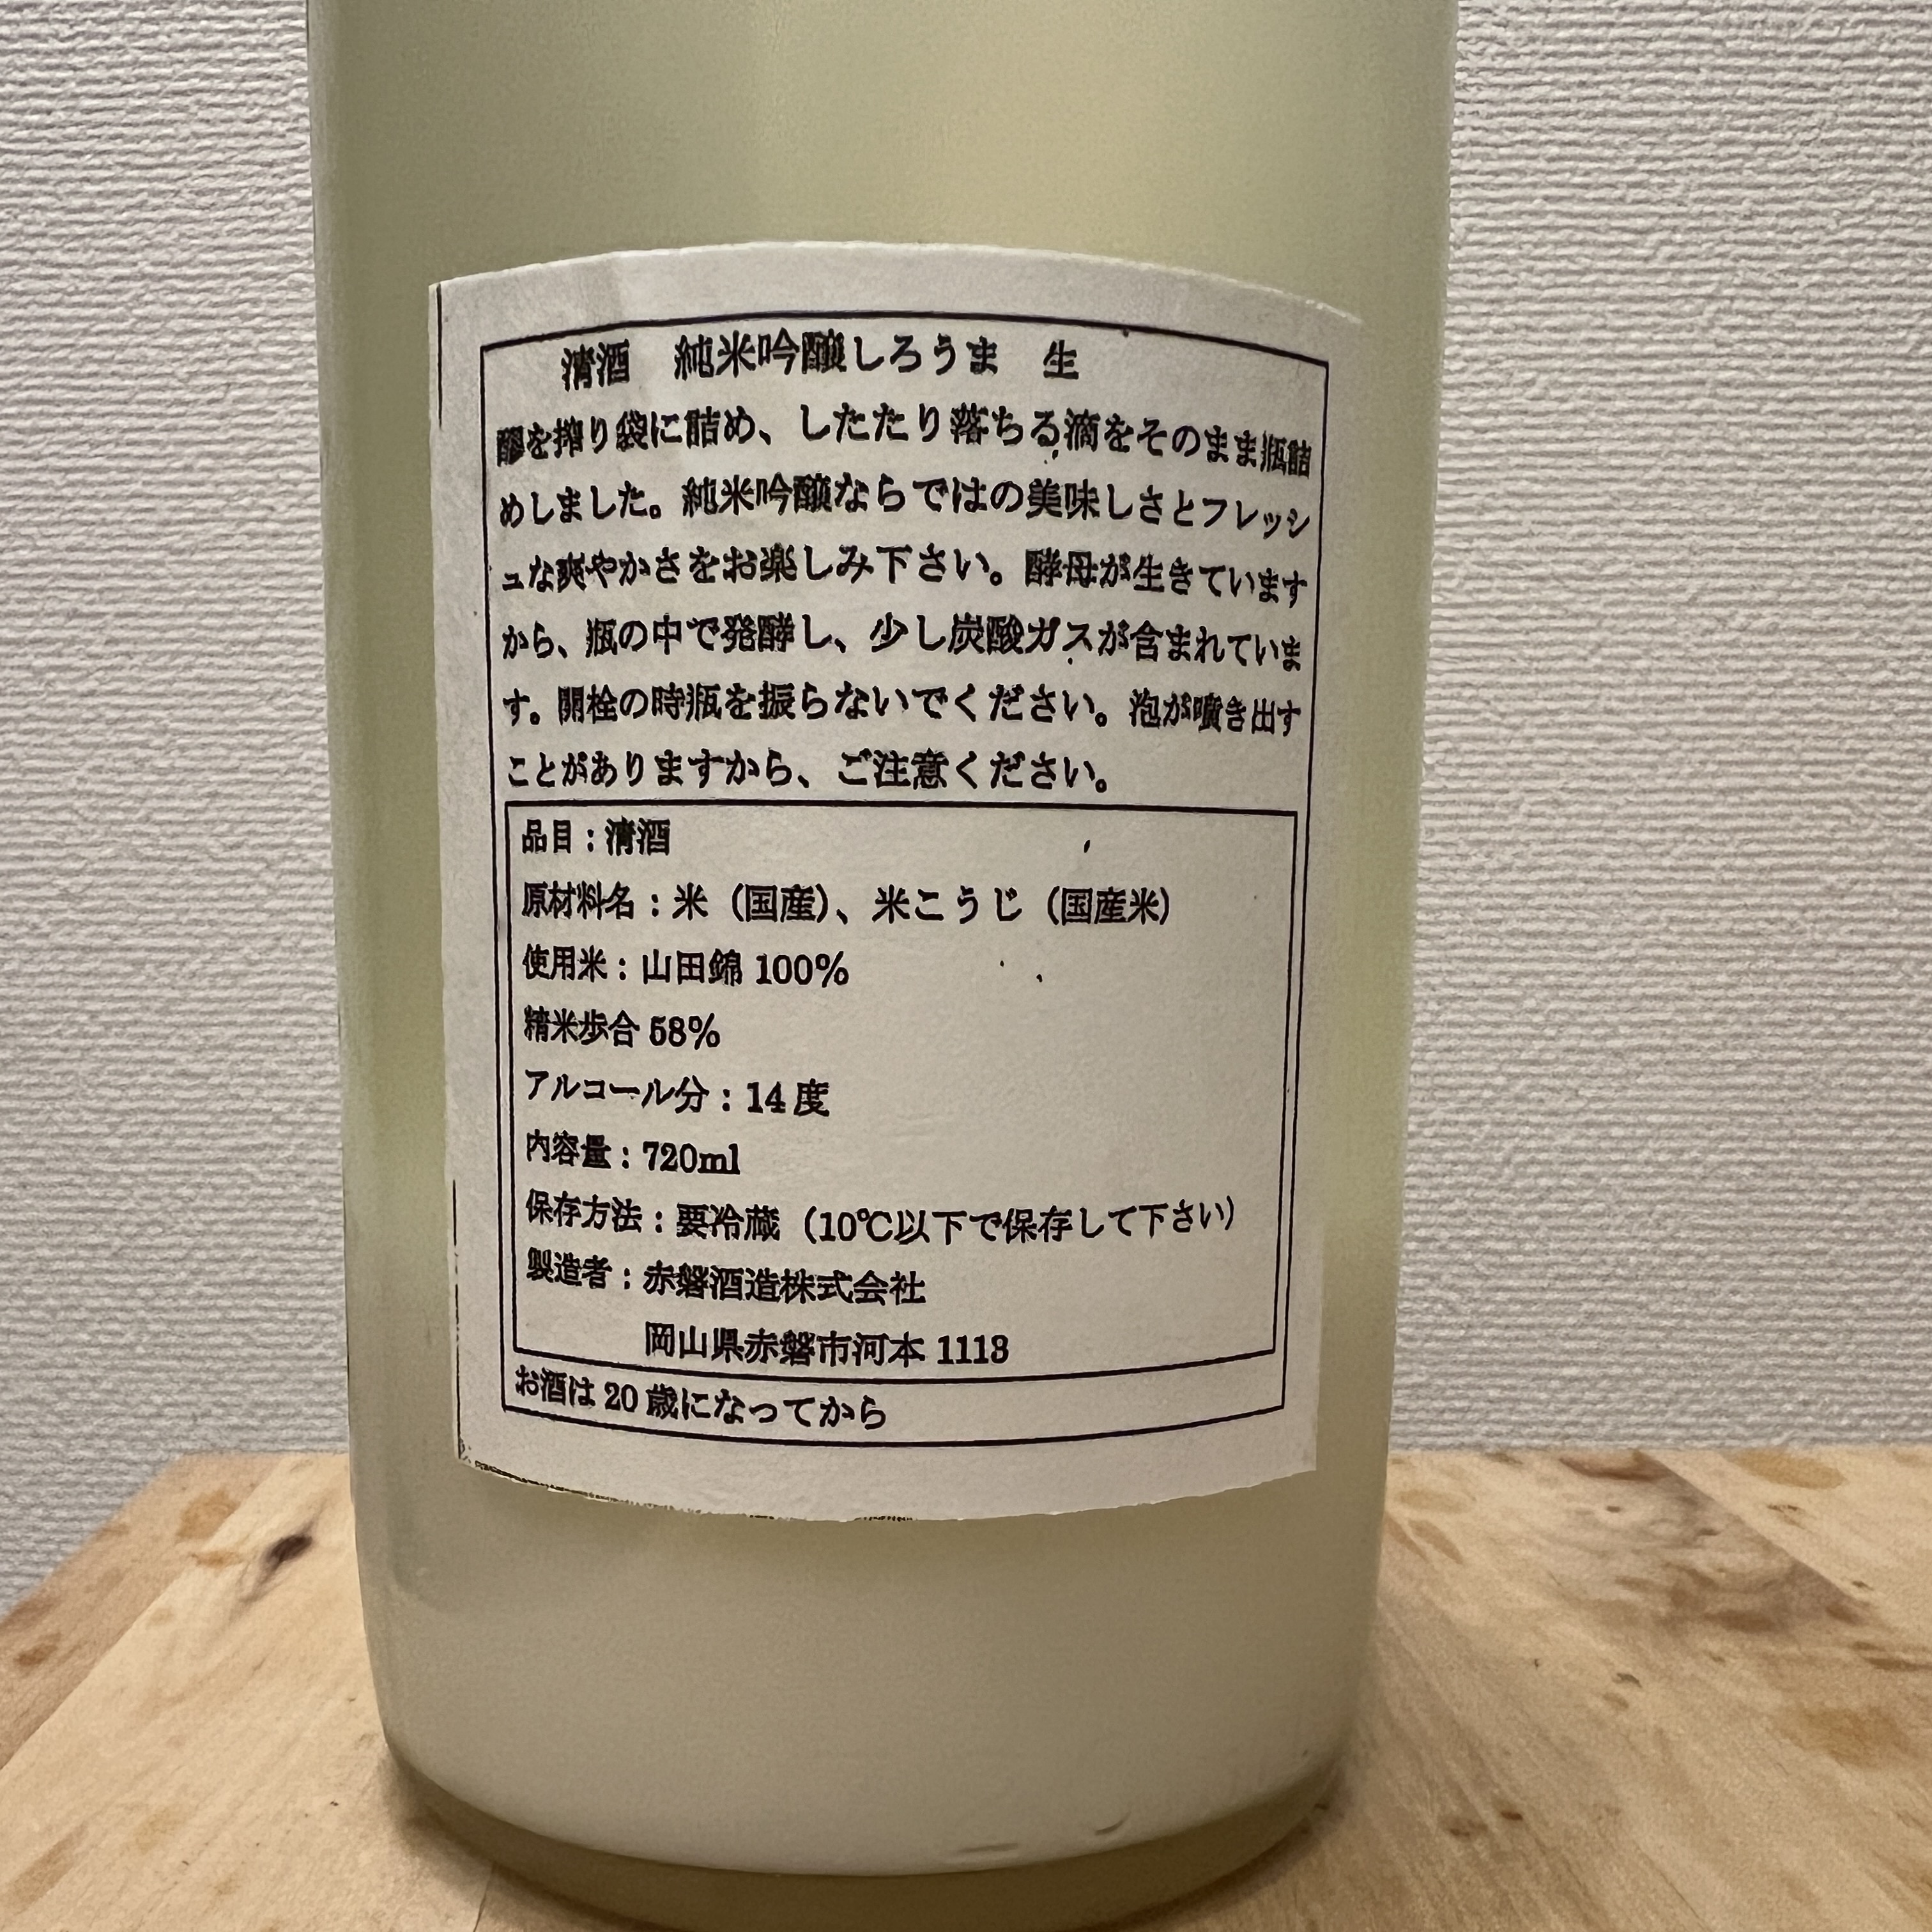 清酒　純米吟醸しろうま　生
醪を搾り袋に詰め、したたり落ちる滴をそのまま瓶詰
めしました。純米吟醸ならではの美味しさとフレッシ
ュな爽やかさをお楽しみ下さい。酵母が生きています
から、瓶の中で発酵し、少し炭酸ガスが含まれていま
す。開栓の時瓶を振らないでください。泡が噴き出す
ことがありますから、ご注意ください。
品目：清酒
原材料名：米（国産）、米こうじ（国産米）
使用米：山田錦 100%
精米歩合 58%
アルコール分：14 度
内容量：720ml
保存方法：要冷蔵（10℃以下で保存して下さい）
製造者：赤磐酒造株式会社
岡山県赤磐市河本 1113
お酒は 20 歳になってから